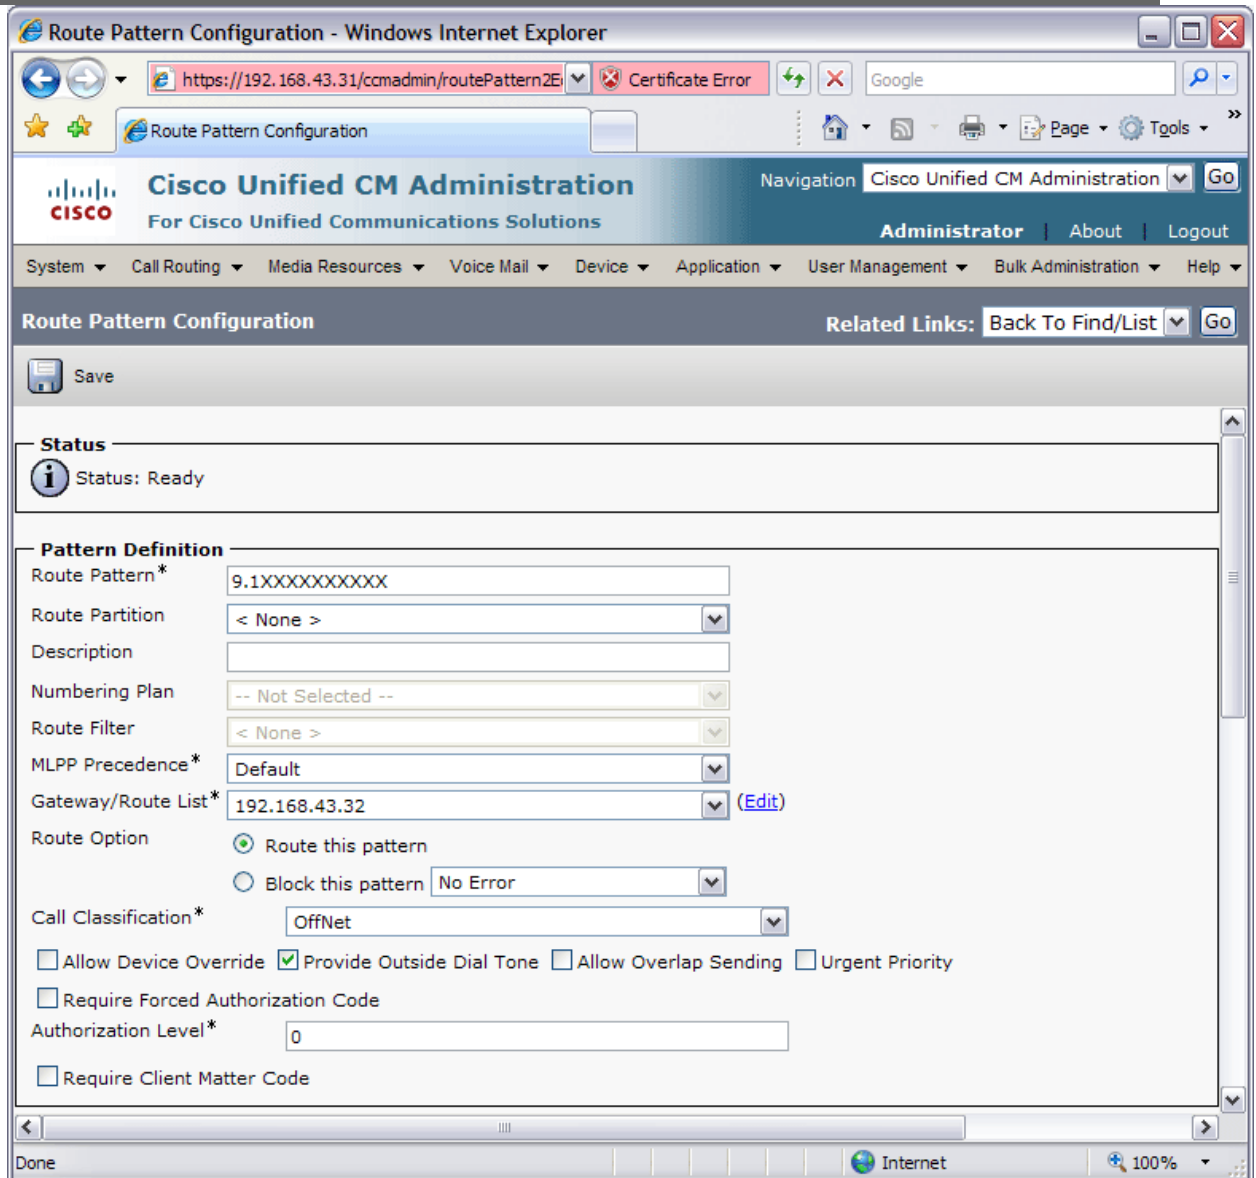 Route Pattern Configuration - Windows Internet Explorer
https://192.168.43.31/ccmadmin/routePattern2E Certificate Error Google
Route Pattern Configuration Page Tools »
CISCO Cisco Unified CM Administration Navigation Cisco Unified CM Administration Go
For Cisco Unified Communications Solutions Administrator | About | Logout
System Call Routing Media Resources Voice Mail Device Application User Management Bulk Administration Help
Route Pattern Configuration Related Links: Back To Find/List Go
Save
Status
Status: Ready
Pattern Definition
Route Pattern* 9.1XXXXXXXXXX
Route Partition < None >
Description
Numbering Plan -- Not Selected --
Route Filter < None >
MLPP Precedence* Default
Gateway/Route List* 192.168.43.32 (Edit)
Route Option Route this pattern
Block this pattern No Error
Call Classification* OffNet
Allow Device Override Provide Outside Dial Tone Allow Overlap Sending Urgent Priority
Require Forced Authorization Code
Authorization Level* 0
Require Client Matter Code
Done Internet 100%